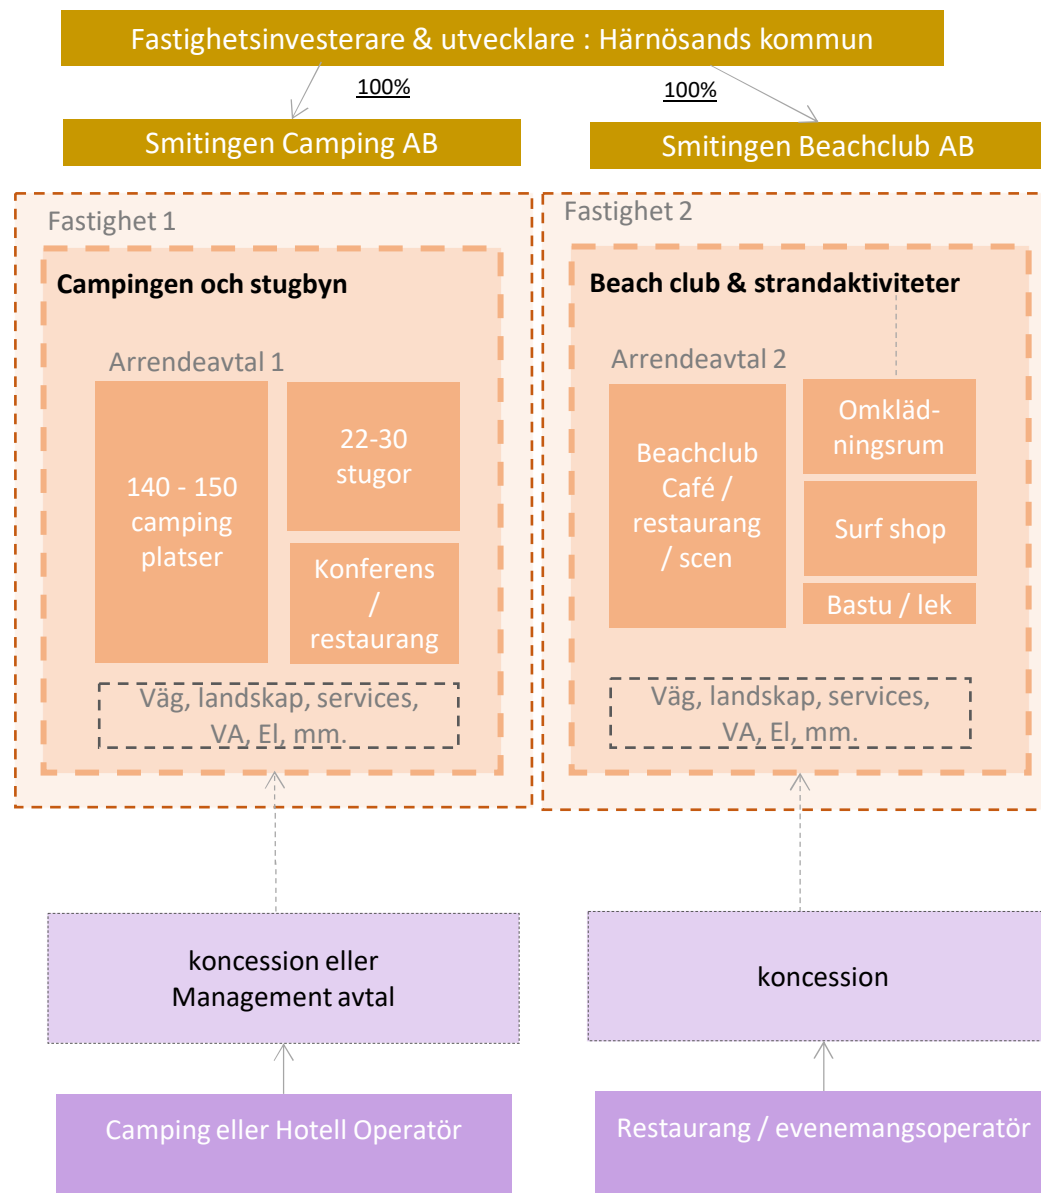 Fastighetsinvesterare & utvecklare : Härnösands kommun
100%
100%
Smitingen Camping AB
Smitingen Beachclub AB
Fastighet 1
Campingen och stugbyn
Arrendeavtal 1
140 - 150
camping
platser
22-30
stugor
Konferens
/
restaurang
Väg, landskap, services,
VA, El, mm.
Fastighet 2
Beach club & strandaktiviteter
Arrendeavtal 2
Beachclub
Café /
restaurang
/ scen
Omkläd-
ningsrum
Surf shop
Bastu / lek
Väg, landskap, services,
VA, El, mm.
koncession eller
Management avtal
koncession
Camping eller Hotell Operatör
Restaurang / evenemangsoperatör